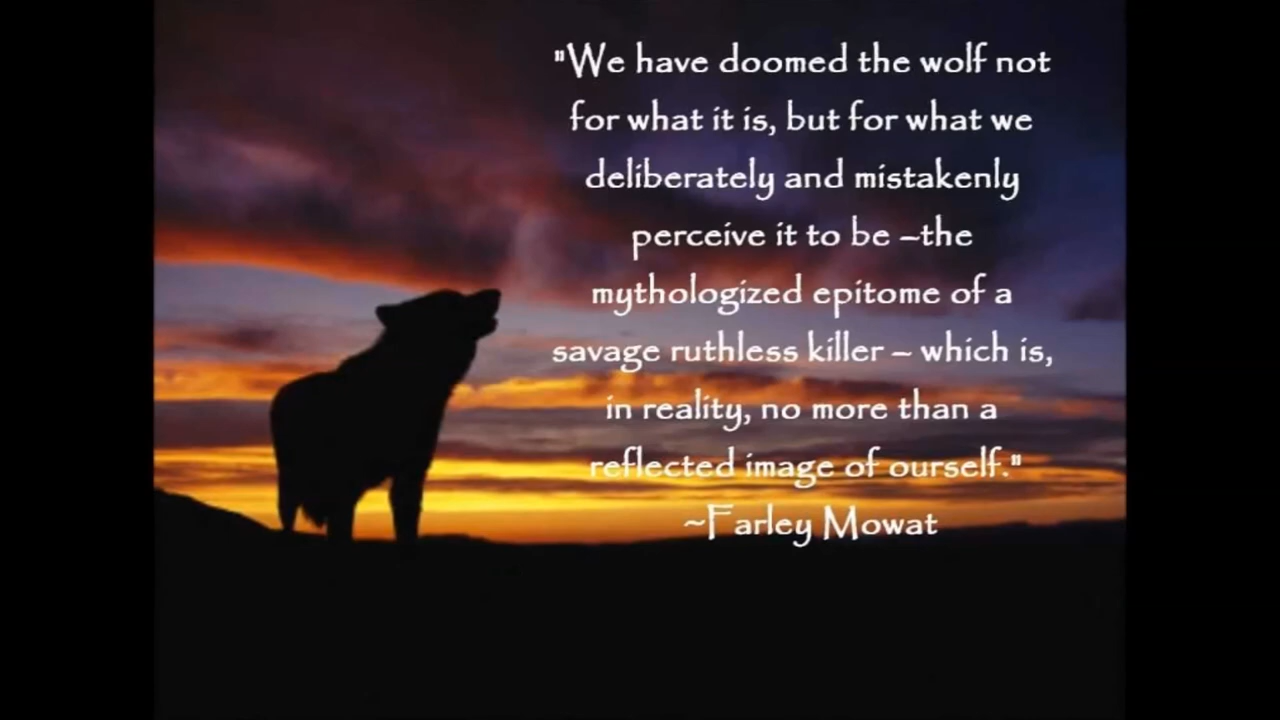 "We have doomed the wolf not
for what it is, but for what we
deliberately and mistakenly
perceive it to be –the
mythologized epitome of a
savage ruthless killer – which is,
in reality, no more than a
reflected image of ourself."
~Farley Mowat